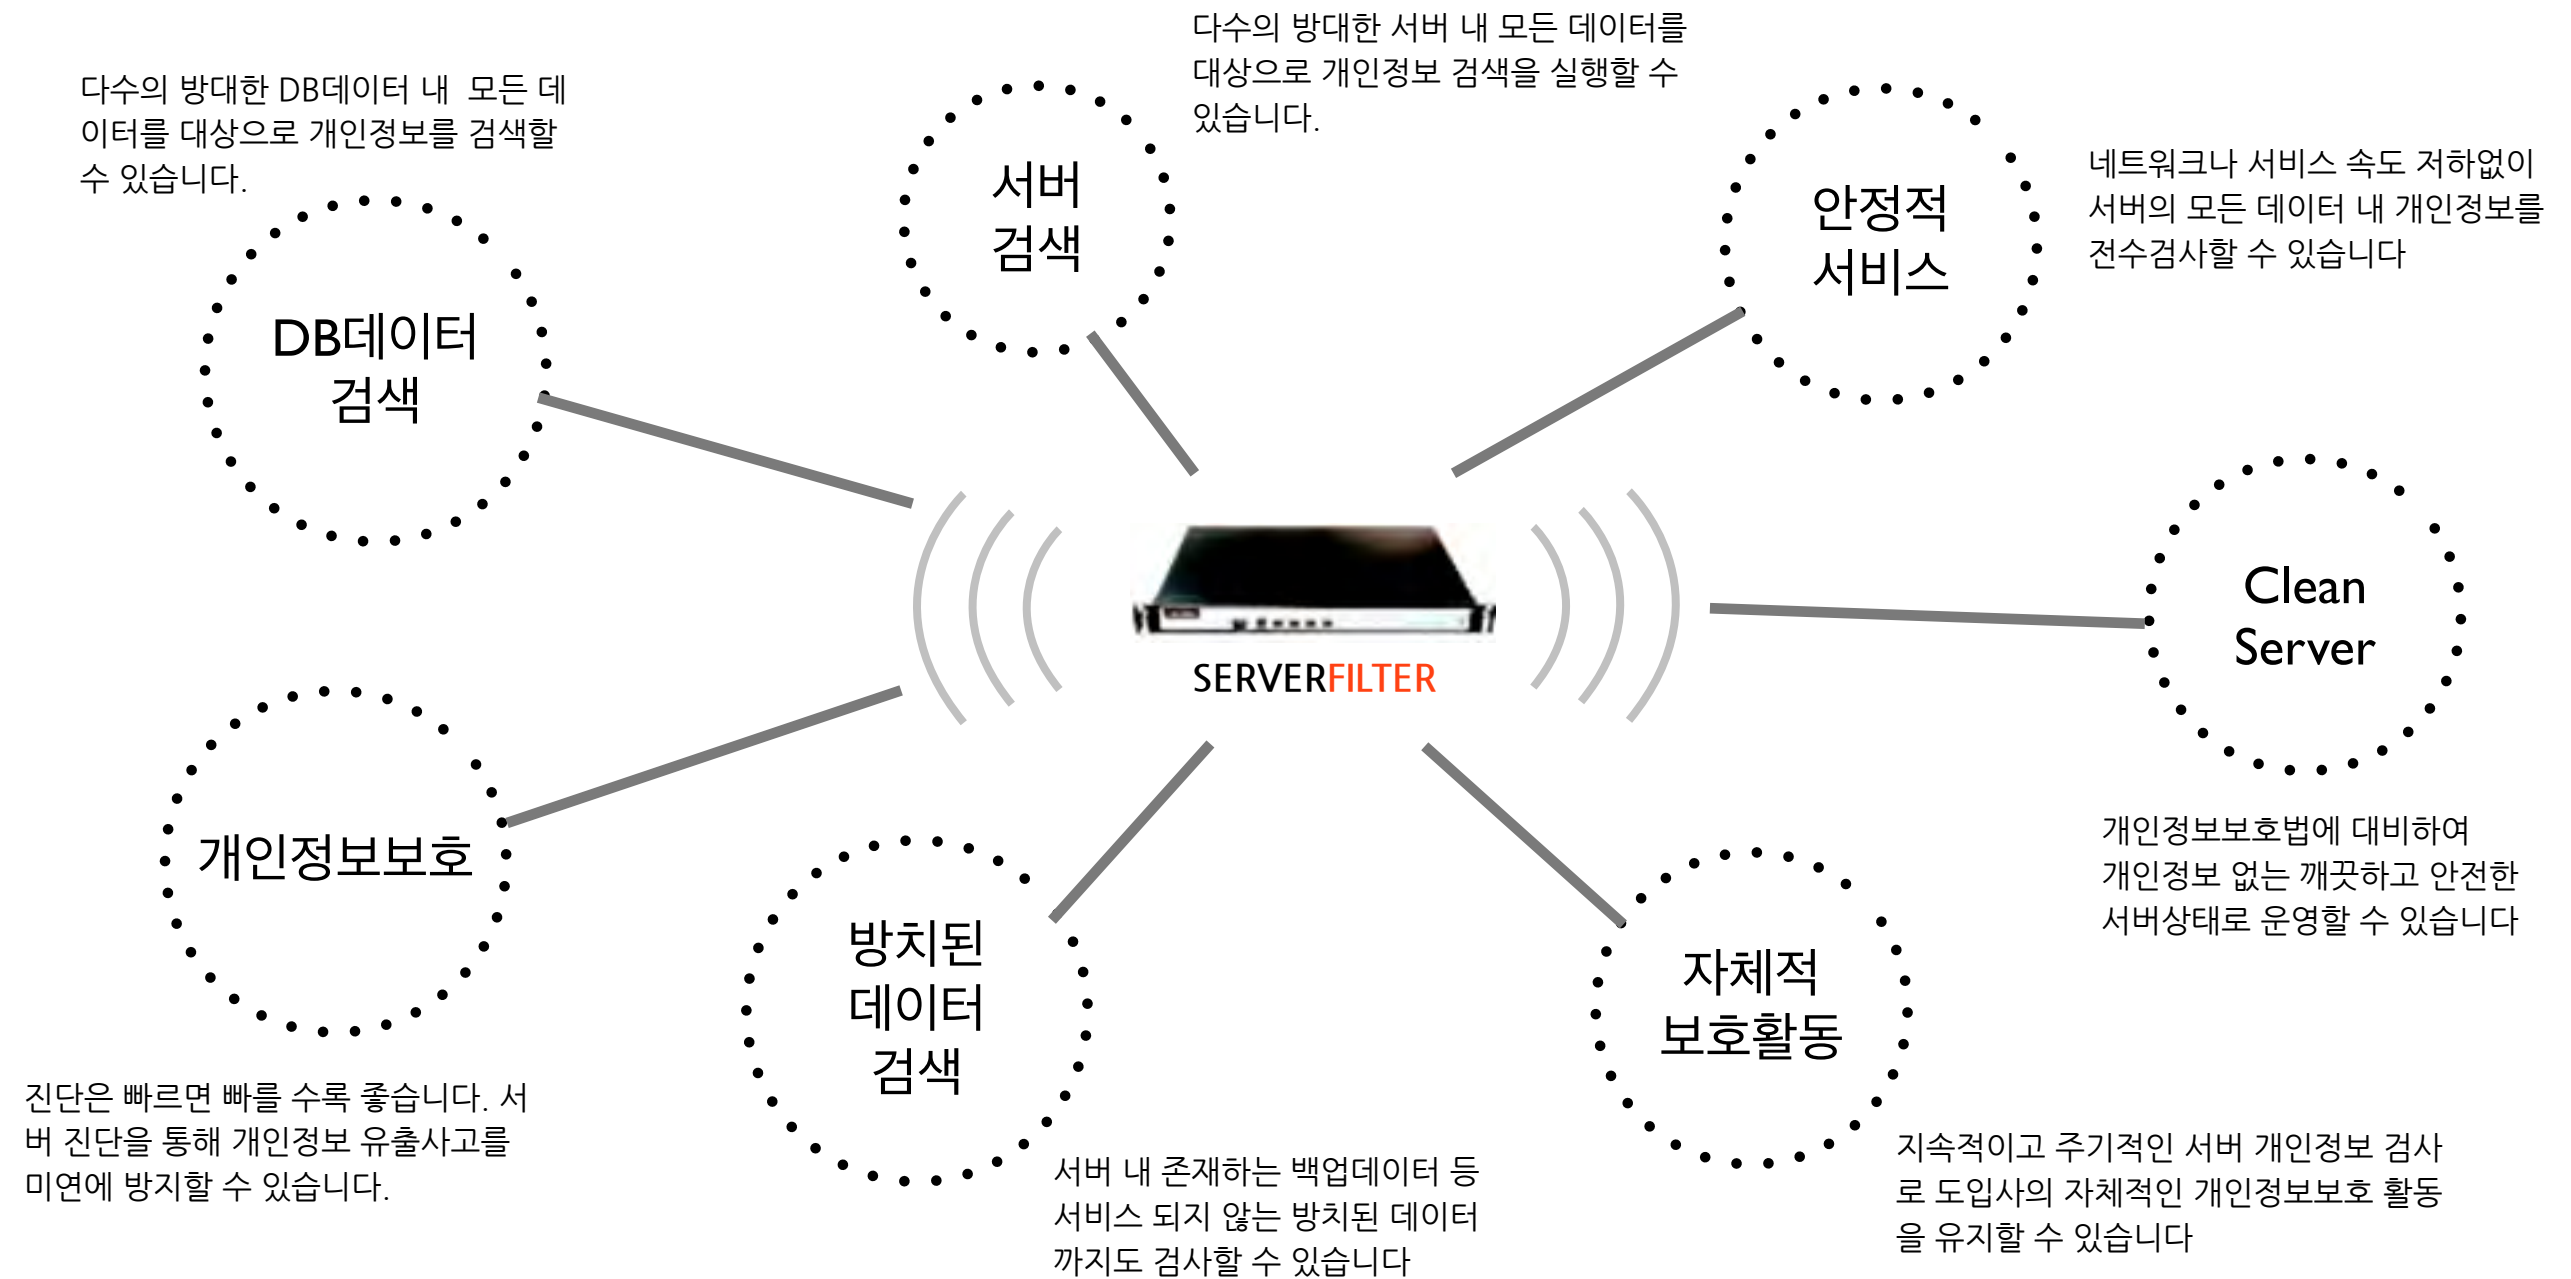 다수의 방대한 DB데이터 내 모든 데
이터를 대상으로 개인정보를 검색할
수 있습니다.
DB데이터
검색
다수의 방대한 서버 내 모든 데이터를
대상으로 개인정보 검색을 실행할 수
있습니다.
서버
검색
안정적
서비스
네트워크나 서비스 속도 저하없이
서버의 모든 데이터 내 개인정보를
전수검사할 수 있습니다
Clean
Server
개인정보보호법에 대비하여
개인정보 없는 깨끗하고 안전한
서버상태로 운영할 수 있습니다
SERVERFILTER
개인정보보호
진단은 빠르면 빠를 수록 좋습니다. 서
버 진단을 통해 개인정보 유출사고를
미연에 방지할 수 있습니다.
방치된
데이터
검색
서버 내 존재하는 백업데이터 등
서비스 되지 않는 방치된 데이터
까지도 검사할 수 있습니다
자체적
보호활동
지속적이고 주기적인 서버 개인정보 검사
로 도입사의 자체적인 개인정보보호 활동
을 유지할 수 있습니다